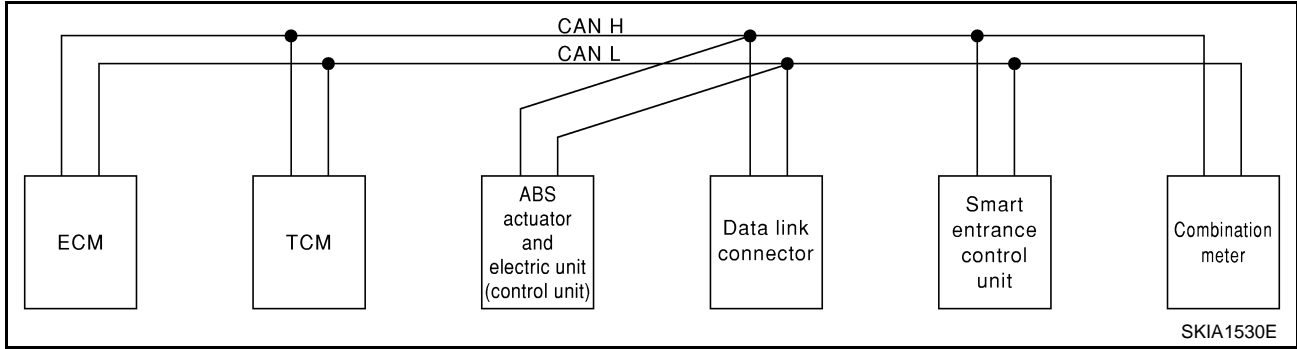 CAN H
CAN L
ECM
TCM
ABS
actuator
and
electric unit
(control unit)
Data link
connector
Smart
entrance
control
unit
Combination
meter
SKIA1530E